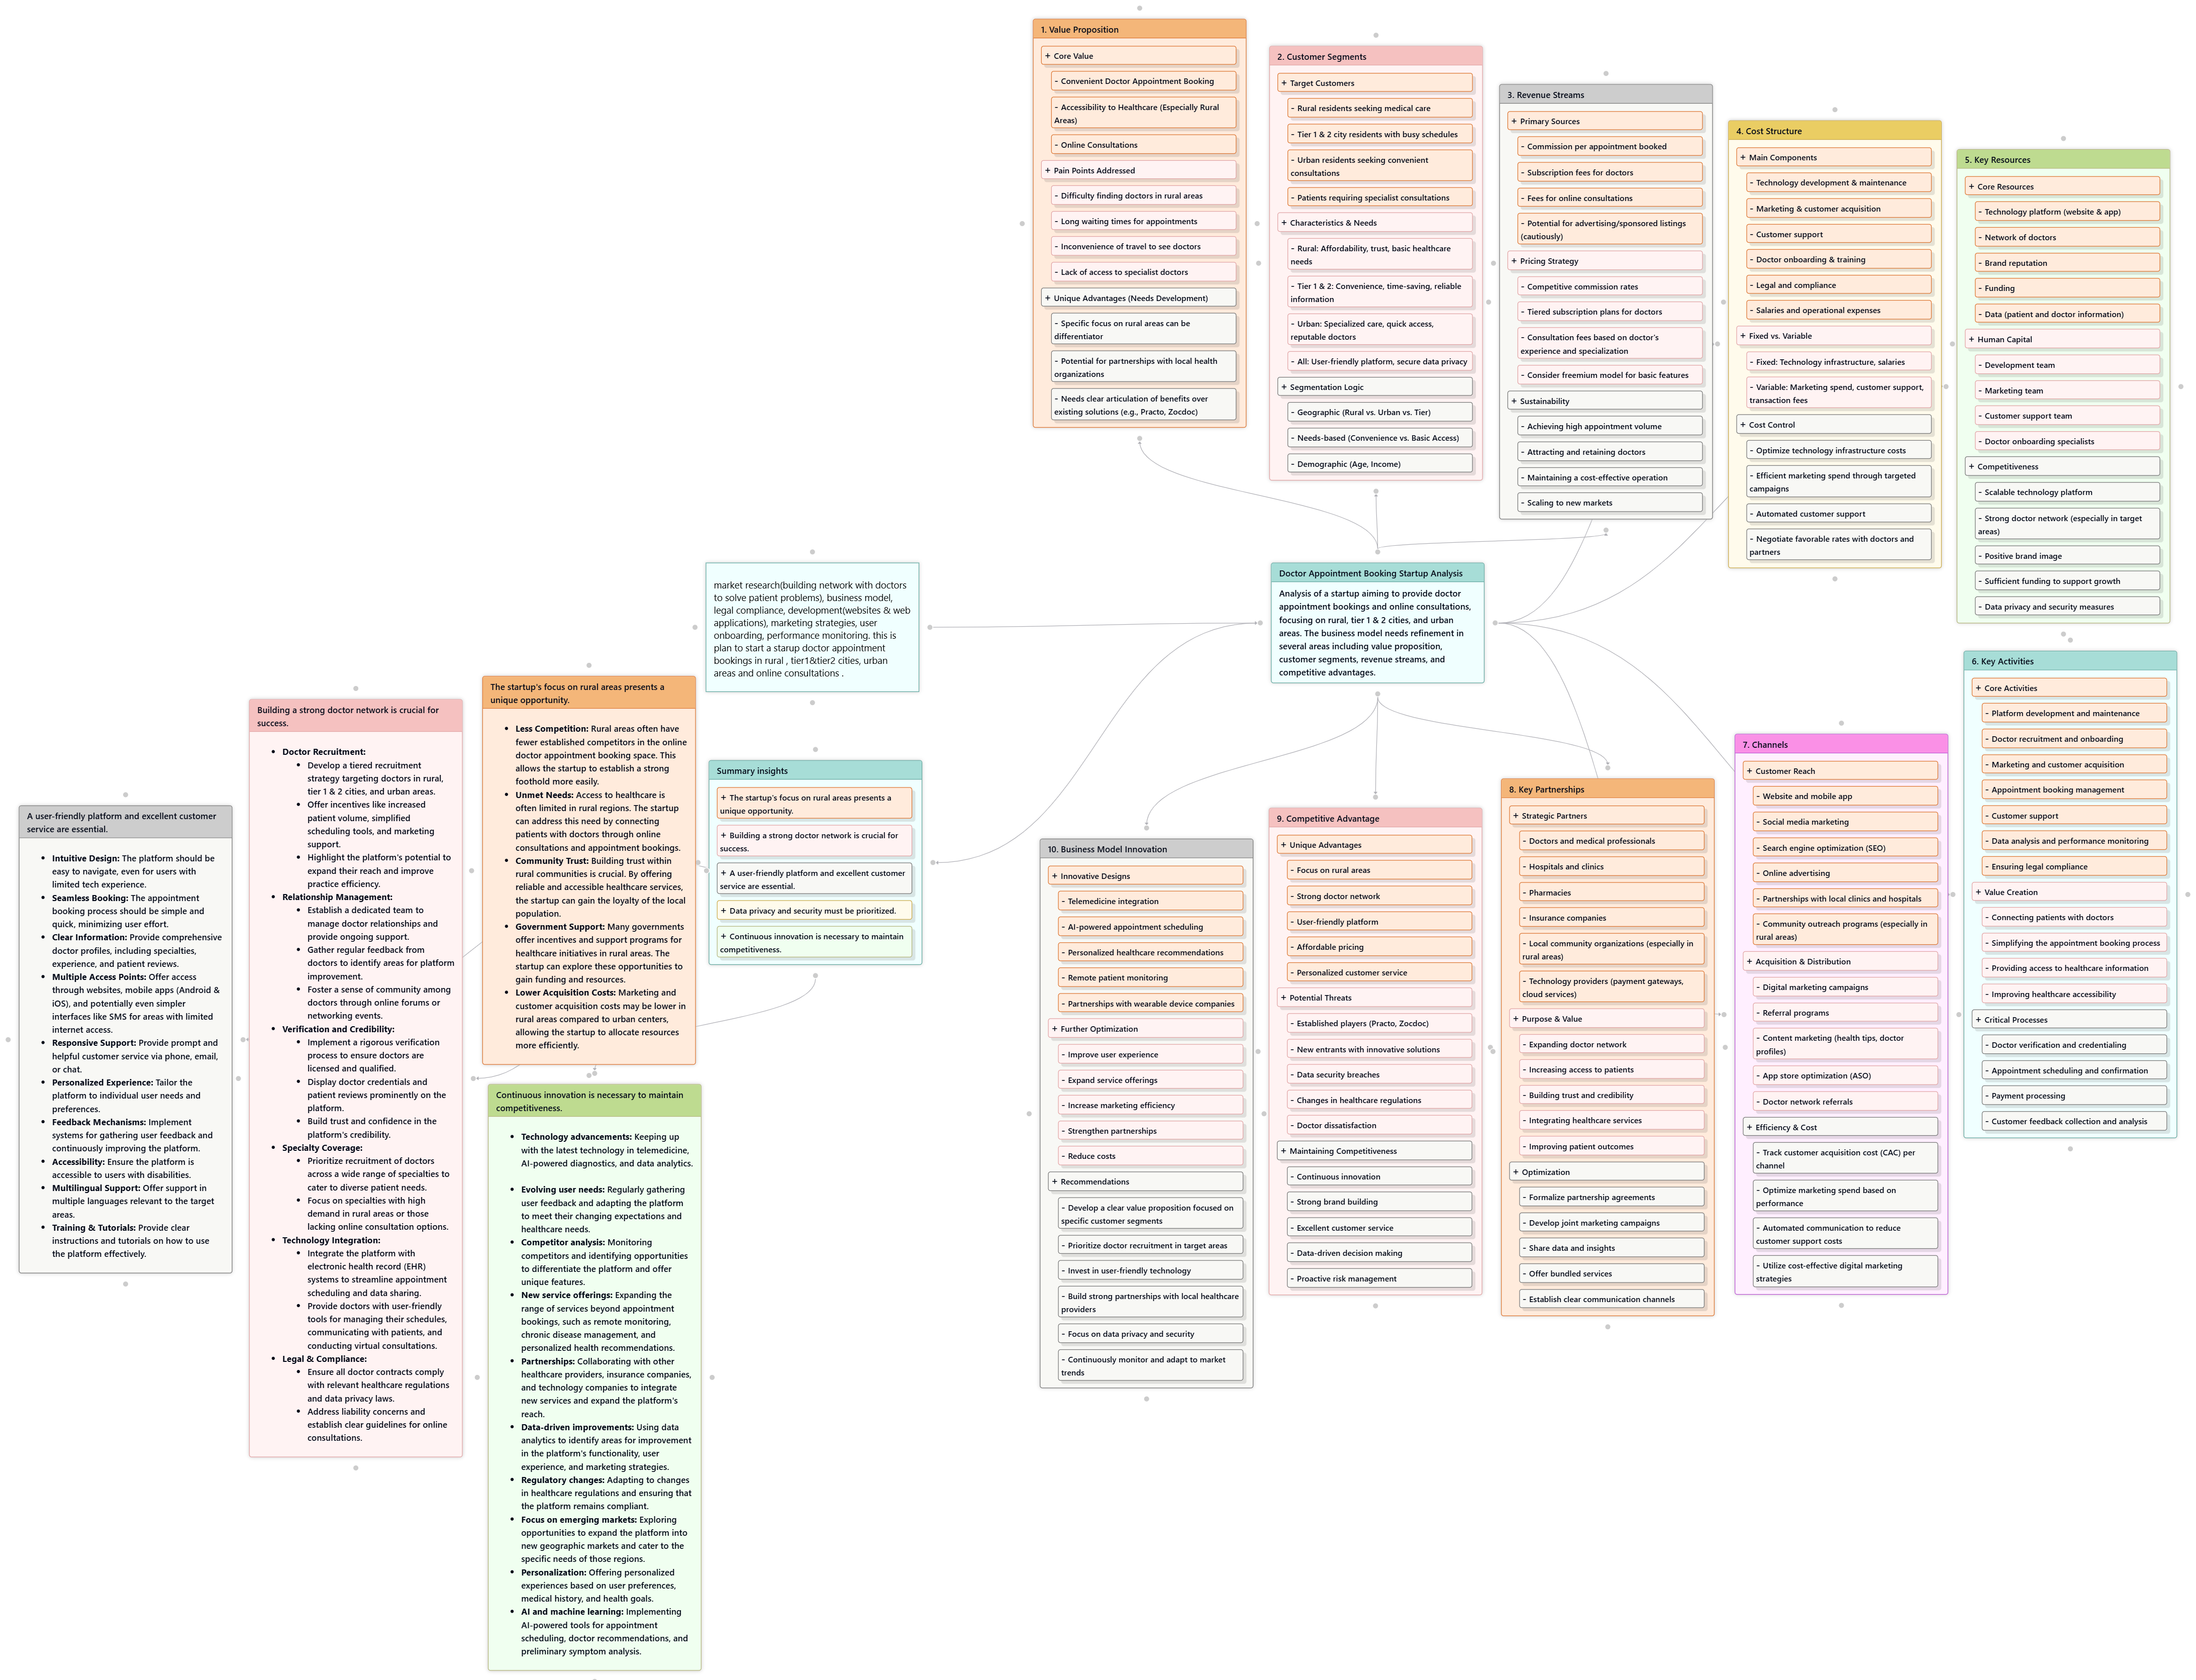 1. Value Proposition
+ Core Value
- Convenient Doctor Appointment Booking
- Accessibility to Healthcare (Especially Rural
Areas)
- Online Consultations
+ Pain Points Addressed
- Difficulty finding doctors in rural areas
- Long waiting times for appointments
- Inconvenience of travel to see doctors
- Lack of access to specialist doctors
+ Unique Advantages (Needs Development)
- Specific focus on rural areas can be
differentiator
- Potential for partnerships with local health
organizations
- Needs clear articulation of benefits over
existing solutions (e.g., Practo, Zocdoc)
2. Customer Segments
+ Target Customers
- Rural residents seeking medical care
- Tier 1 & 2 city residents with busy schedules
- Urban residents seeking convenient
consultations
- Patients requiring specialist consultations
+ Characteristics & Needs
- Rural: Affordability, trust, basic healthcare
needs
- Tier 1 & 2: Convenience, time-saving, reliable
information
- Urban: Specialized care, quick access,
reputable doctors
- All: User-friendly platform, secure data privacy
+ Segmentation Logic
- Geographic (Rural vs. Urban vs. Tier)
- Needs-based (Convenience vs. Basic Access)
- Demographic (Age, Income)
3. Revenue Streams
+ Primary Sources
- Commission per appointment booked
- Subscription fees for doctors
- Fees for online consultations
- Potential for advertising/sponsored listings
(cautiously)
+ Pricing Strategy
- Competitive commission rates
- Tiered subscription plans for doctors
- Consultation fees based on doctor's
experience and specialization
- Consider freemium model for basic features
+ Sustainability
- Achieving high appointment volume
- Attracting and retaining doctors
- Maintaining a cost-effective operation
- Scaling to new markets
4. Cost Structure
+ Main Components
- Technology development & maintenance
- Marketing & customer acquisition
- Customer support
- Doctor onboarding & training
- Legal and compliance
- Salaries and operational expenses
+ Fixed vs. Variable
- Fixed: Technology infrastructure, salaries
- Variable: Marketing spend, customer support,
transaction fees
+ Cost Control
- Optimize technology infrastructure costs
- Efficient marketing spend through targeted
campaigns
- Automated customer support
- Negotiate favorable rates with doctors and
partners
5. Key Resources
+ Core Resources
- Technology platform (website & app)
- Network of doctors
- Brand reputation
- Funding
- Data (patient and doctor information)
+ Human Capital
- Development team
- Marketing team
- Customer support team
- Doctor onboarding specialists
+ Competitiveness
- Scalable technology platform
- Strong doctor network (especially in target
areas)
- Positive brand image
- Sufficient funding to support growth
- Data privacy and security measures
market research(building network with doctors
to solve patient problems), business model,
legal compliance, development(websites & web
applications), marketing strategies, user
onboarding, performance monitoring. this is
plan to start a starup doctor appointment
bookings in rural , tier1&tier2 cities, urban
areas and online consultations .
Doctor Appointment Booking Startup Analysis
Analysis of a startup aiming to provide doctor
appointment bookings and online consultations,
focusing on rural, tier 1 & 2 cities, and urban
areas. The business model needs refinement in
several areas including value proposition,
customer segments, revenue streams, and
competitive advantages.
A user-friendly platform and excellent customer
service are essential.
• Intuitive Design: The platform should be
easy to navigate, even for users with
limited tech experience.
• Seamless Booking: The appointment
booking process should be simple and
quick, minimizing user effort.
• Clear Information: Provide comprehensive
doctor profiles, including specialties,
experience, and patient reviews.
• Multiple Access Points: Offer access
through websites, mobile apps (Android &
iOS), and potentially even simpler
interfaces like SMS for areas with limited
internet access.
• Responsive Support: Provide prompt and
helpful customer service via phone, email,
or chat.
• Personalized Experience: Tailor the
platform to individual user needs and
preferences.
• Feedback Mechanisms: Implement
systems for gathering user feedback and
continuously improving the platform.
• Accessibility: Ensure the platform is
accessible to users with disabilities.
• Multilingual Support: Offer support in
multiple languages relevant to the target
areas.
• Training & Tutorials: Provide clear
instructions and tutorials on how to use
the platform effectively.
Building a strong doctor network is crucial for
success.
• Doctor Recruitment:
• Develop a tiered recruitment
strategy targeting doctors in rural,
tier 1 & 2 cities, and urban areas.
• Offer incentives like increased
patient volume, simplified
scheduling tools, and marketing
support.
• Highlight the platform's potential to
expand their reach and improve
practice efficiency.
• Relationship Management:
• Establish a dedicated team to
manage doctor relationships and
provide ongoing support.
• Gather regular feedback from
doctors to identify areas for platform
improvement.
• Foster a sense of community among
doctors through online forums or
networking events.
• Verification and Credibility:
• Implement a rigorous verification
process to ensure doctors are
licensed and qualified.
• Display doctor credentials and
patient reviews prominently on the
platform.
• Build trust and confidence in the
platform's credibility.
• Specialty Coverage:
• Prioritize recruitment of doctors
across a wide range of specialties to
cater to diverse patient needs.
• Focus on specialties with high
demand in rural areas or those
lacking online consultation options.
• Technology Integration:
• Integrate the platform with
electronic health record (EHR)
systems to streamline appointment
scheduling and data sharing.
• Provide doctors with user-friendly
tools for managing their schedules,
communicating with patients, and
conducting virtual consultations.
• Legal & Compliance:
• Ensure all doctor contracts comply
with relevant healthcare regulations
and data privacy laws.
• Address liability concerns and
establish clear guidelines for online
consultations.
The startup's focus on rural areas presents a
unique opportunity.
• Less Competition: Rural areas often have
fewer established competitors in the online
doctor appointment booking space. This
allows the startup to establish a strong
foothold more easily.
• Unmet Needs: Access to healthcare is
often limited in rural regions. The startup
can address this need by connecting
patients with doctors through online
consultations and appointment bookings.
• Community Trust: Building trust within
rural communities is crucial. By offering
reliable and accessible healthcare services,
the startup can gain the loyalty of the local
population.
• Government Support: Many governments
offer incentives and support programs for
healthcare initiatives in rural areas. The
startup can explore these opportunities to
gain funding and resources.
• Lower Acquisition Costs: Marketing and
customer acquisition costs may be lower in
rural areas compared to urban centers,
allowing the startup to allocate resources
more efficiently.
Summary insights
+ The startup's focus on rural areas presents a
unique opportunity.
+ Building a strong doctor network is crucial for
success.
+ A user-friendly platform and excellent customer
service are essential.
+ Data privacy and security must be prioritized.
+ Continuous innovation is necessary to maintain
competitiveness.
Continuous innovation is necessary to maintain
competitiveness.
• Technology advancements: Keeping up
with the latest technology in telemedicine,
AI-powered diagnostics, and data analytics.
• Evolving user needs: Regularly gathering
user feedback and adapting the platform
to meet their changing expectations and
healthcare needs.
• Competitor analysis: Monitoring
competitors and identifying opportunities
to differentiate the platform and offer
unique features.
• New service offerings: Expanding the
range of services beyond appointment
bookings, such as remote monitoring,
chronic disease management, and
personalized health recommendations.
• Partnerships: Collaborating with other
healthcare providers, insurance companies,
and technology companies to integrate
new services and expand the platform's
reach.
• Data-driven improvements: Using data
analytics to identify areas for improvement
in the platform's functionality, user
experience, and marketing strategies.
• Regulatory changes: Adapting to changes
in healthcare regulations and ensuring that
the platform remains compliant.
• Focus on emerging markets: Exploring
opportunities to expand the platform into
new geographic markets and cater to the
specific needs of those regions.
• Personalization: Offering personalized
experiences based on user preferences,
medical history, and health goals.
• AI and machine learning: Implementing
AI-powered tools for appointment
scheduling, doctor recommendations, and
preliminary symptom analysis.
10. Business Model Innovation
+ Innovative Designs
- Telemedicine integration
- AI-powered appointment scheduling
- Personalized healthcare recommendations
- Remote patient monitoring
- Partnerships with wearable device companies
+ Further Optimization
- Improve user experience
- Expand service offerings
- Increase marketing efficiency
- Strengthen partnerships
- Reduce costs
+ Recommendations
- Develop a clear value proposition focused on
specific customer segments
- Prioritize doctor recruitment in target areas
- Invest in user-friendly technology
- Build strong partnerships with local healthcare
providers
- Focus on data privacy and security
- Continuously monitor and adapt to market
trends
9. Competitive Advantage
+ Unique Advantages
- Focus on rural areas
- Strong doctor network
- User-friendly platform
- Affordable pricing
- Personalized customer service
+ Potential Threats
- Established players (Practo, Zocdoc)
- New entrants with innovative solutions
- Data security breaches
- Changes in healthcare regulations
- Doctor dissatisfaction
+ Maintaining Competitiveness
- Continuous innovation
- Strong brand building
- Excellent customer service
- Data-driven decision making
- Proactive risk management
8. Key Partnerships
+ Strategic Partners
- Doctors and medical professionals
- Hospitals and clinics
- Pharmacies
- Insurance companies
- Local community organizations (especially in
rural areas)
- Technology providers (payment gateways,
cloud services)
+ Purpose & Value
- Expanding doctor network
- Increasing access to patients
- Building trust and credibility
- Integrating healthcare services
- Improving patient outcomes
+ Optimization
- Formalize partnership agreements
- Develop joint marketing campaigns
- Share data and insights
- Offer bundled services
- Establish clear communication channels
7. Channels
+ Customer Reach
- Website and mobile app
- Social media marketing
- Search engine optimization (SEO)
- Online advertising
- Partnerships with local clinics and hospitals
- Community outreach programs (especially in
rural areas)
+ Acquisition & Distribution
- Digital marketing campaigns
- Referral programs
- Content marketing (health tips, doctor
profiles)
- App store optimization (ASO)
- Doctor network referrals
+ Efficiency & Cost
- Track customer acquisition cost (CAC) per
channel
- Optimize marketing spend based on
performance
- Automated communication to reduce
customer support costs
- Utilize cost-effective digital marketing
strategies
6. Key Activities
+ Core Activities
- Platform development and maintenance
- Doctor recruitment and onboarding
- Marketing and customer acquisition
- Appointment booking management
- Customer support
- Data analysis and performance monitoring
- Ensuring legal compliance
+ Value Creation
- Connecting patients with doctors
- Simplifying the appointment booking process
- Providing access to healthcare information
- Improving healthcare accessibility
+ Critical Processes
- Doctor verification and credentialing
- Appointment scheduling and confirmation
- Payment processing
- Customer feedback collection and analysis